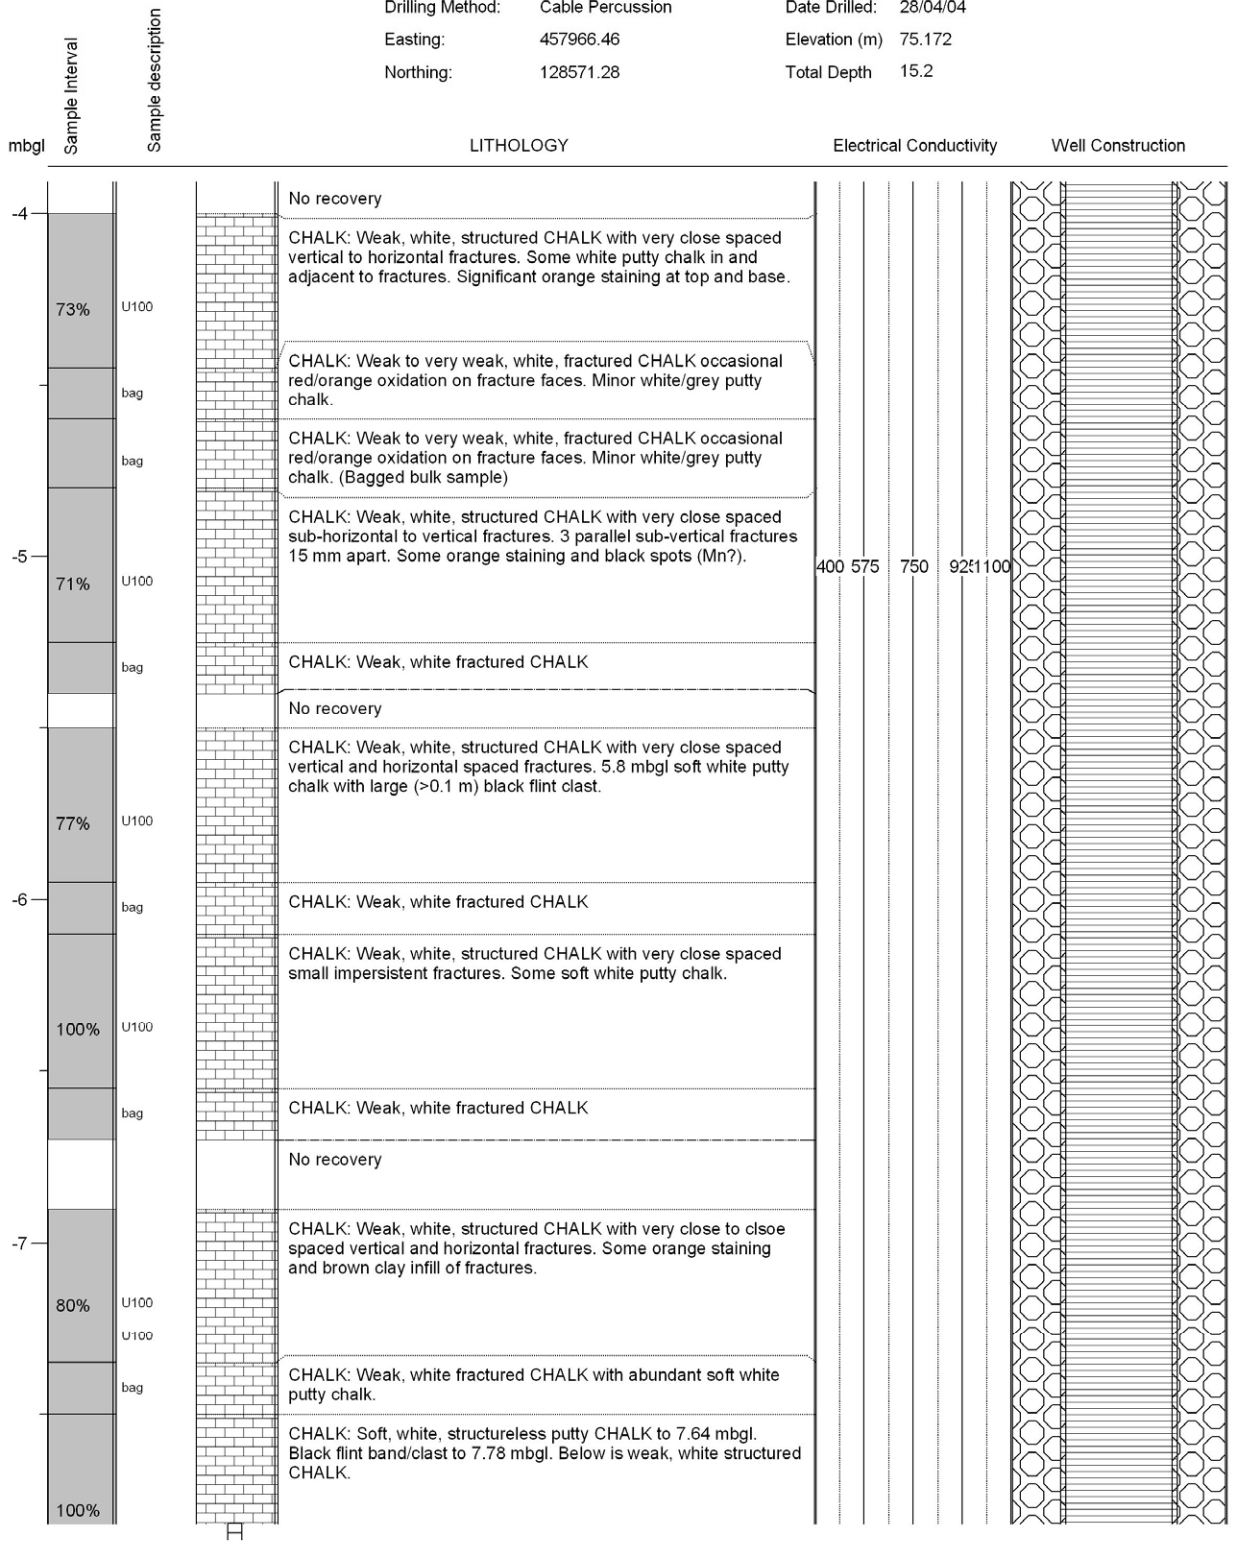 Drilling Method: Cable Percussion Date Drilled: 28/04/04
Easting: 457966.46 Elevation (m) 75.172
Northing: 128571.28 Total Depth 15.2
mbgl Sample Interval Sample description LITHOLOGY Electrical Conductivity Well Construction
No recovery
-4
CHALK: Weak, white, structured CHALK with very close spaced
vertical to horizontal fractures. Some white putty chalk in and
adjacent to fractures. Significant orange staining at top and base.
73% U100
CHALK: Weak to very weak, white, fractured CHALK occasional
red/orange oxidation on fracture faces. Minor white/grey putty
chalk.
bag
CHALK: Weak to very weak, white, fractured CHALK occasional
red/orange oxidation on fracture faces. Minor white/grey putty
chalk. (Bagged bulk sample)
bag
CHALK: Weak, white, structured CHALK with very close spaced
sub-horizontal to vertical fractures. 3 parallel sub-vertical fractures
15 mm apart. Some orange staining and black spots (Mn?).
-5
400 575 750 925 1100
71% U100
CHALK: Weak, white fractured CHALK
bag
No recovery
CHALK: Weak, white, structured CHALK with very close spaced
vertical and horizontal spaced fractures. 5.8 mbgl soft white putty
chalk with large (>0.1 m) black flint clast.
77% U100
-6
CHALK: Weak, white fractured CHALK
bag
CHALK: Weak, white, structured CHALK with very close spaced
small impersistent fractures. Some soft white putty chalk.
100% U100
CHALK: Weak, white fractured CHALK
bag
No recovery
-7
CHALK: Weak, white, structured CHALK with very close to clsoe
spaced vertical and horizontal fractures. Some orange staining
and brown clay infill of fractures.
80% U100
U100
CHALK: Weak, white fractured CHALK with abundant soft white
putty chalk.
bag
CHALK: Soft, white, structureless putty CHALK to 7.64 mbgl.
Black flint band/clast to 7.78 mbgl. Below is weak, white structured
CHALK.
100%